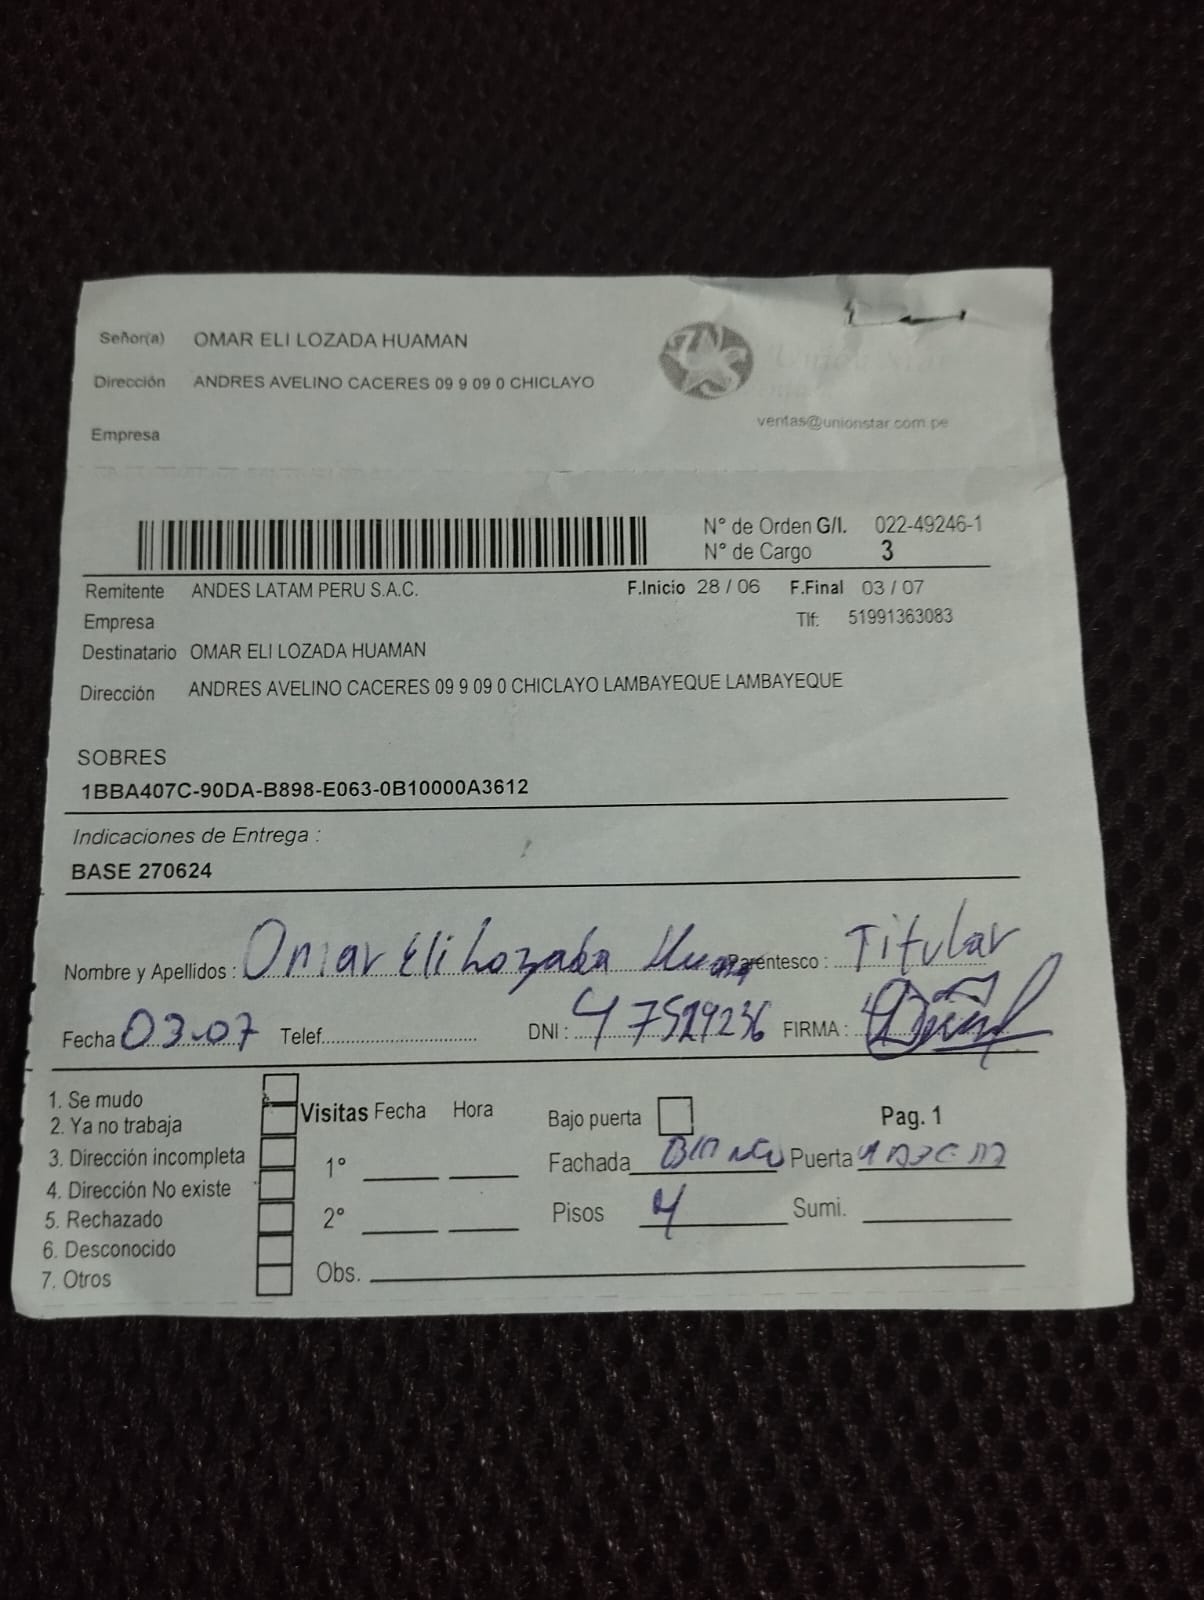 Señor(a) OMAR ELI LOZADA HUAMAN
Dirección ANDRES AVELINO CACERES 09 9 09 0 CHICLAYO
ventas@unionstar.com.pe
Empresa
N° de Orden G/I. 022-49246-1
N° de Cargo 3
Remitente ANDES LATAM PERU S.A.C. F.Inicio 28 / 06 F.Final 03 / 07
Empresa Tlf: 51991363083
Destinatario OMAR ELI LOZADA HUAMAN
Dirección ANDRES AVELINO CACERES 09 9 09 0 CHICLAYO LAMBAYEQUE LAMBAYEQUE
SOBRES
1BBA407C-90DA-B898-E063-0B10000A3612
Indicaciones de Entrega :
BASE 270624
Nombre y Apellidos : Omar Eli Lozada Parentesco : Titular
Fecha 03-07 Telef. DNI : FIRMA :
1. Se mudo
2. Ya no trabaja
3. Dirección incompleta
4. Dirección No existe
5. Rechazado
6. Desconocido
7. Otros
Visitas Fecha Hora
1°
2°
Obs.
Bajo puerta Pag. 1
Fachada Puerta
Pisos 4 Sumi.